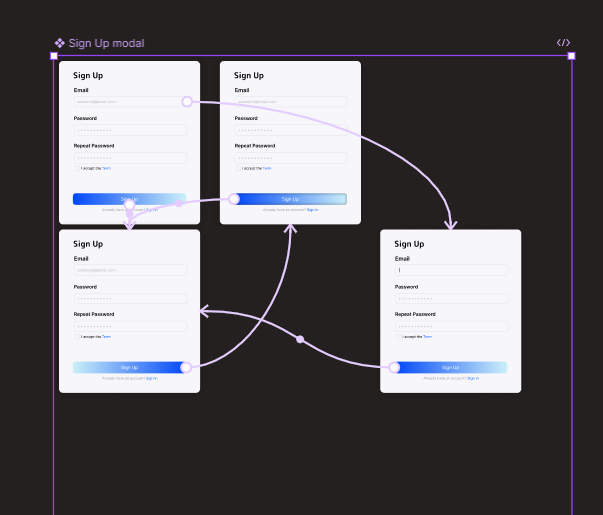 Sign Up modal
Sign Up
Email
Password
Repeat Password
I accept the Term
Sign Up
Sign Up
Email
Password
Repeat Password
I accept the Term
Sign Up
Already have an account? Sign In
Sign Up
Email
Password
Repeat Password
I accept the Term
Sign Up
Already have an account? Sign In
Sign Up
Email
Password
Repeat Password
I accept the Term
Sign Up
Already have an account? Sign In